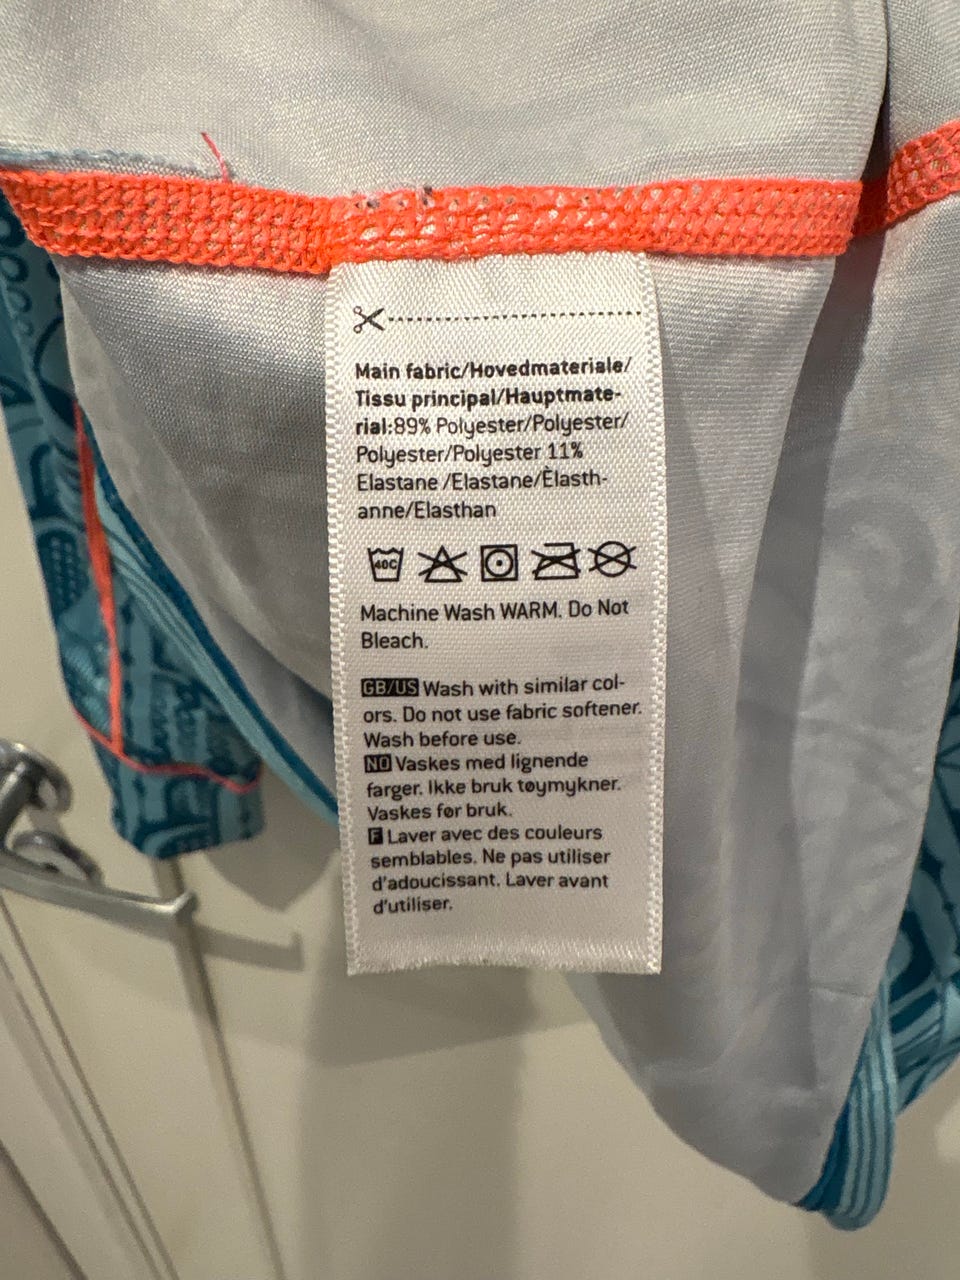 Main fabric/Hovedmateriale/
Tissu principal/Hauptmate-
rial:89% Polyester/Polyester/
Polyester/Polyester 11%
Elastane /Elastane/Èlasth-
anne/Elasthan
40C
Machine Wash WARM. Do Not
Bleach.
GB/US Wash with similar col-
ors. Do not use fabric softener.
Wash before use.
NO Vaskes med lignende
farger. Ikke bruk tøymykner.
Vaskes før bruk.
F Laver avec des couleurs
semblables. Ne pas utiliser
d'adoucissant. Laver avant
d'utiliser.